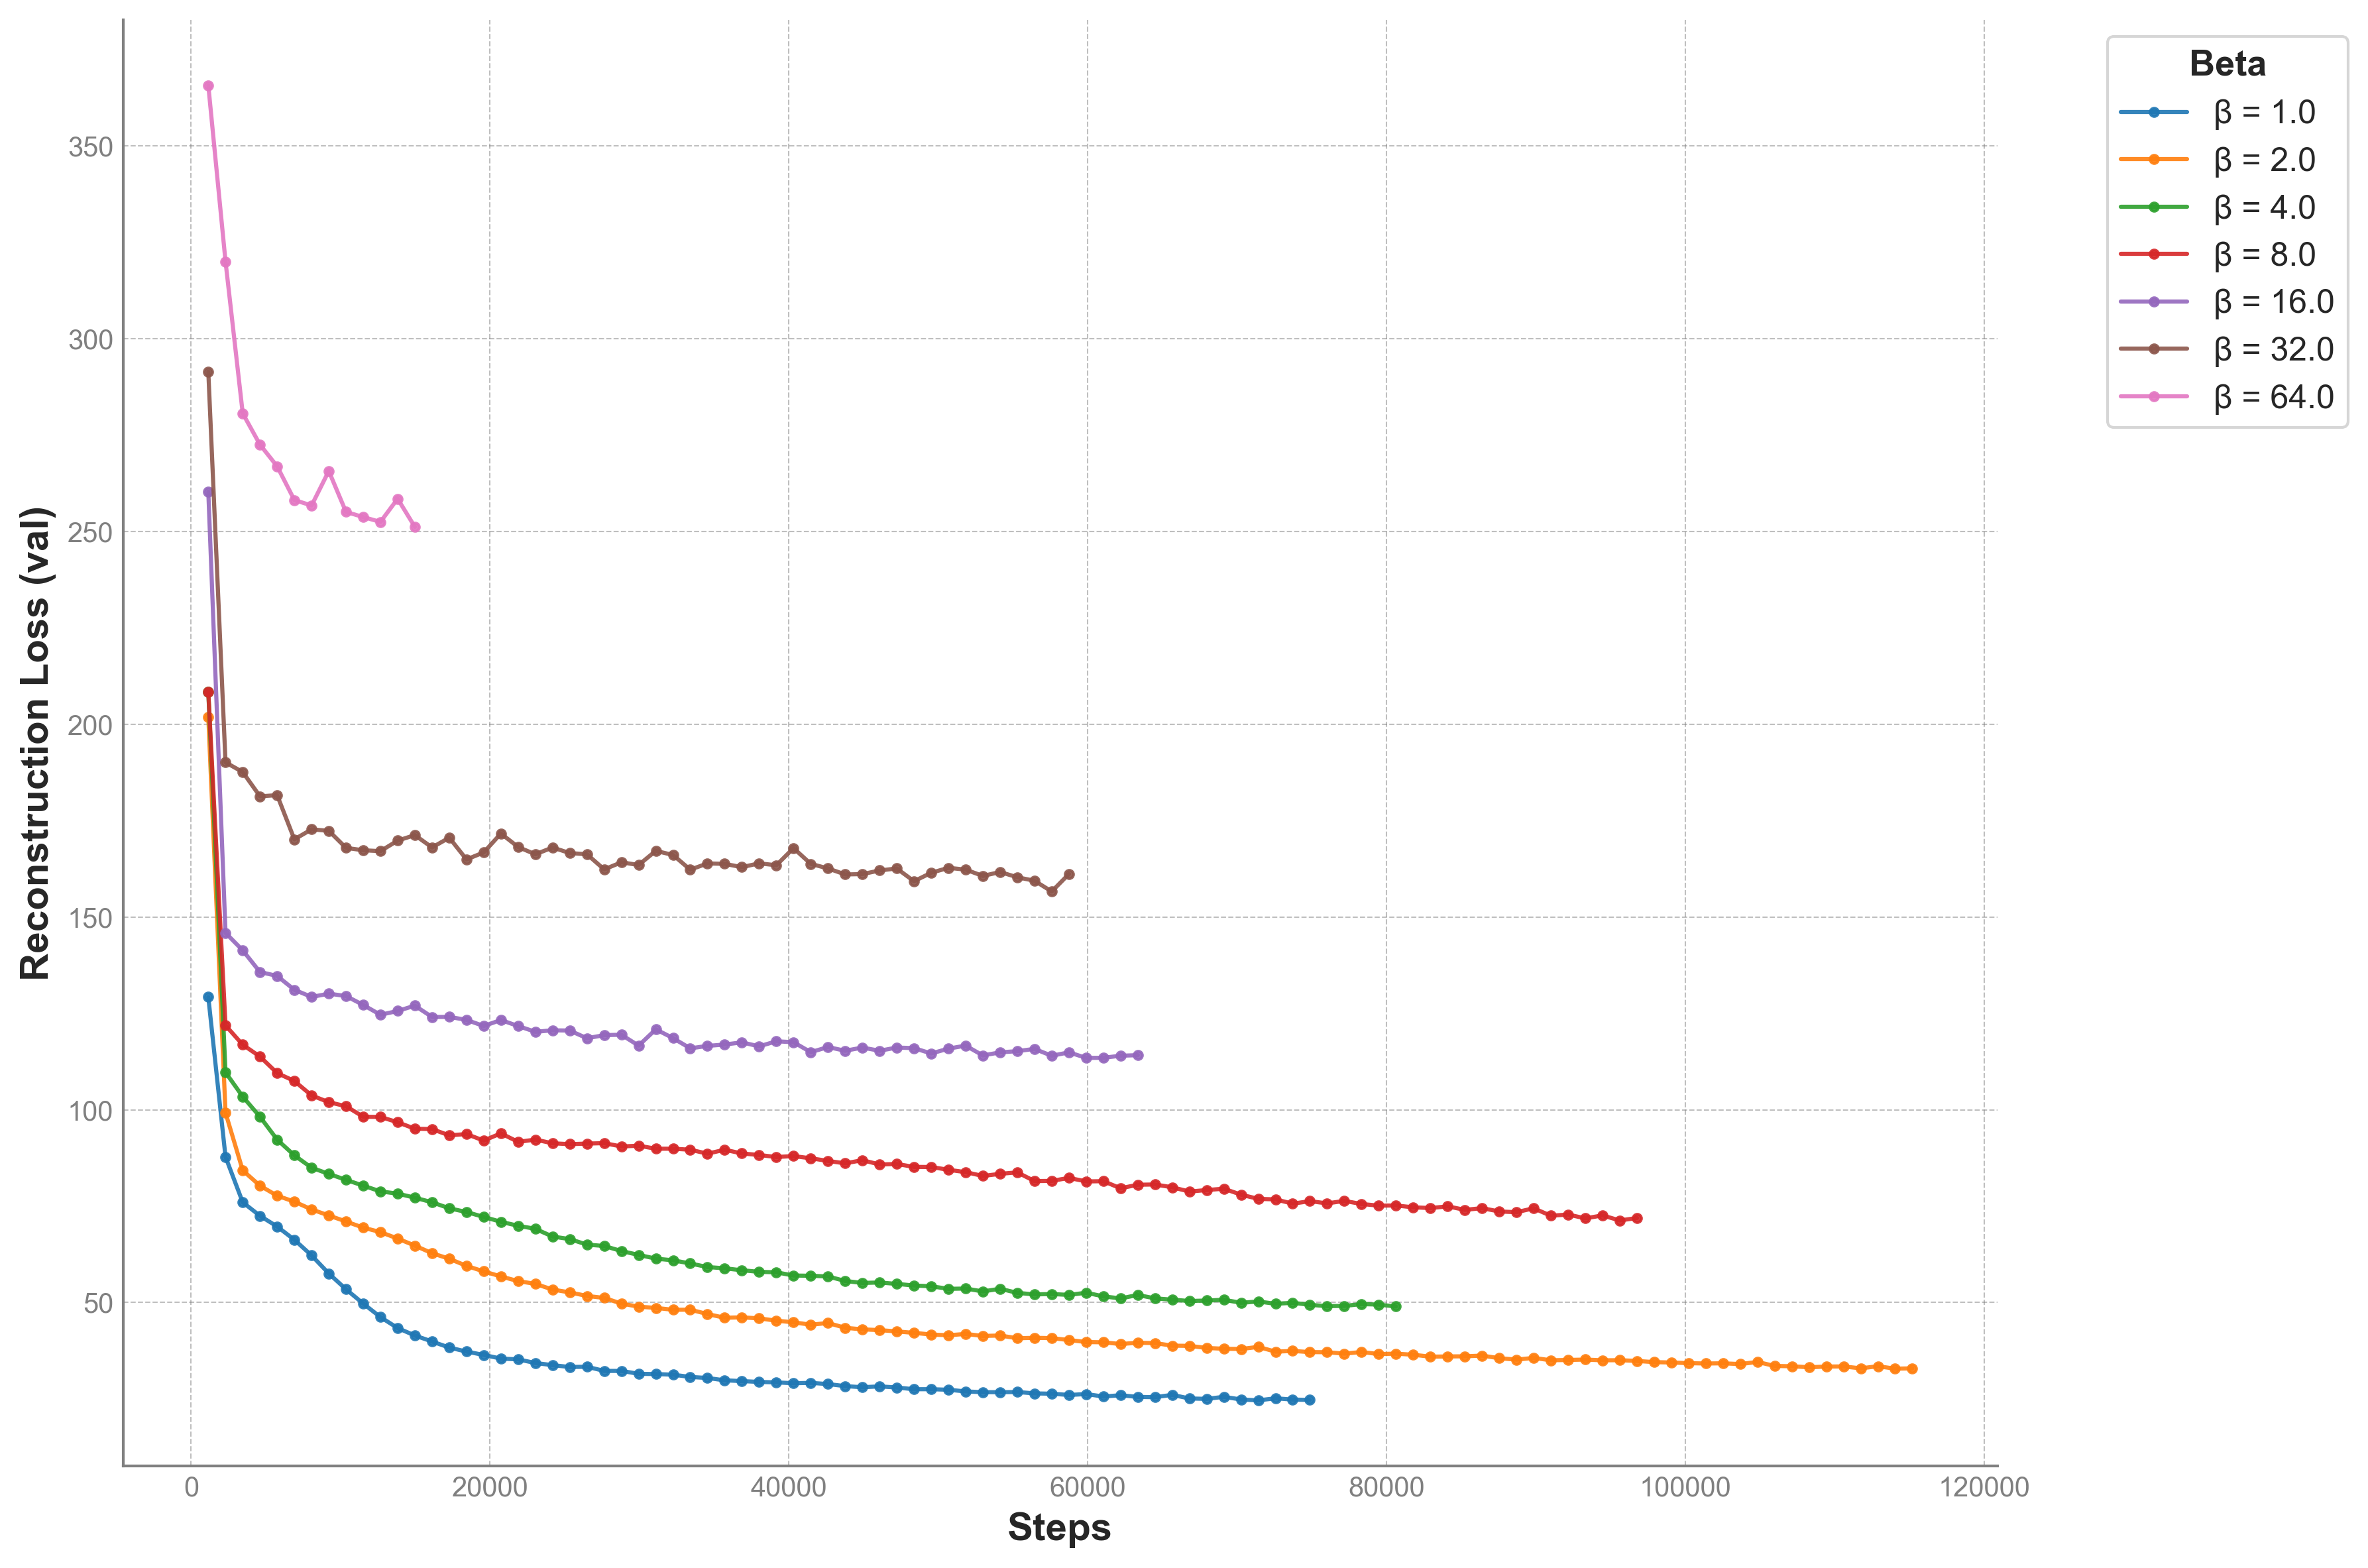 Beta
β = 1.0
β = 2.0
β = 4.0
β = 8.0
β = 16.0
β = 32.0
β = 64.0
Reconstruction Loss (val)
350
300
250
200
150
100
50
0 20000 40000 60000 80000 100000 120000
Steps